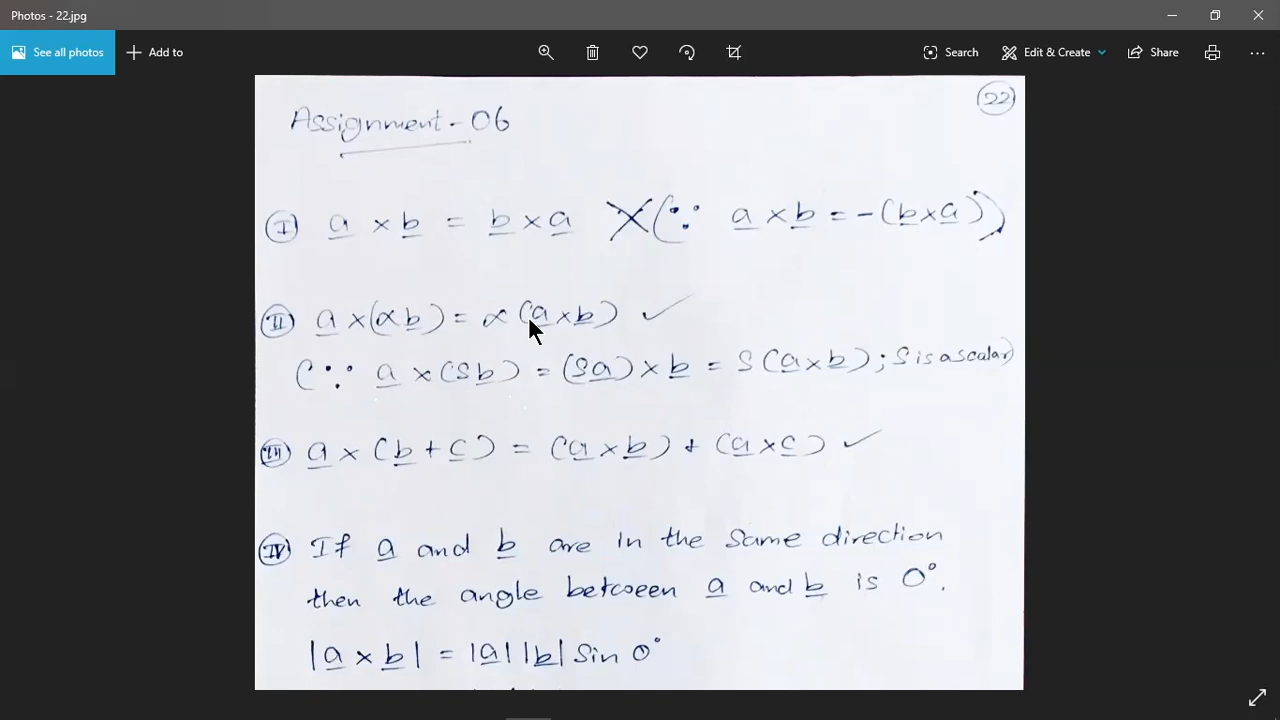 Photos - 22.jpg
See all photos
Add to
Search
Edit & Create
Share
22
Assignment - 06
(I) a × b = b × a X (∵ a × b = -(b × a))
(II) a × (αb) = α (a × b) ✓
(∵ a × (sb) = (sa) × b = s (a × b) ; s is a scalar)
(III) a × (b + c) = (a × b) + (a × c) ✓
(IV) If a and b are in the same direction
then the angle between a and b is 0°.
|a × b| = |a| |b| sin 0°